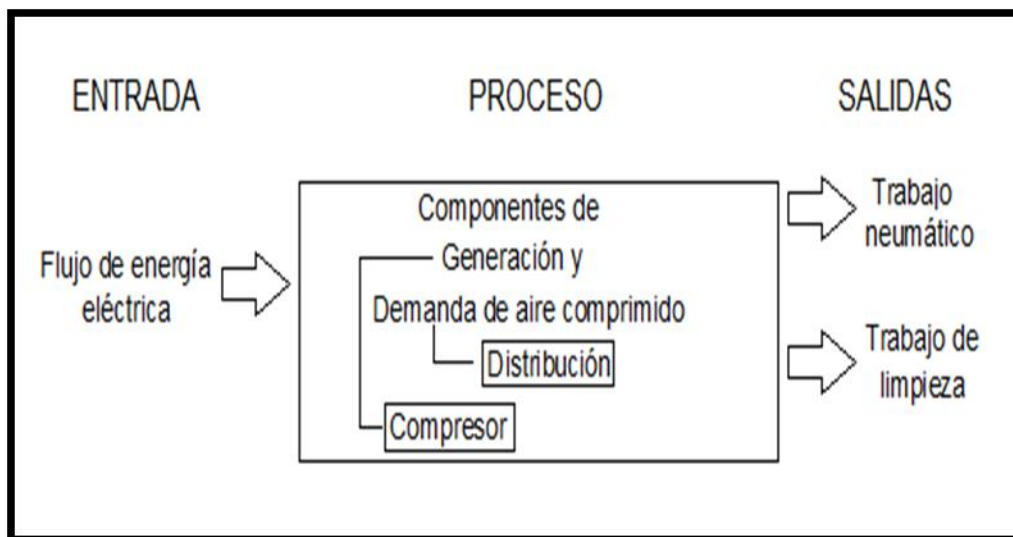 ENTRADA
PROCESO
SALIDAS
Flujo de energía
eléctrica
Componentes de
Generación y
Demanda de aire comprimido
Distribución
Compresor
Trabajo
neumático
Trabajo de
limpieza